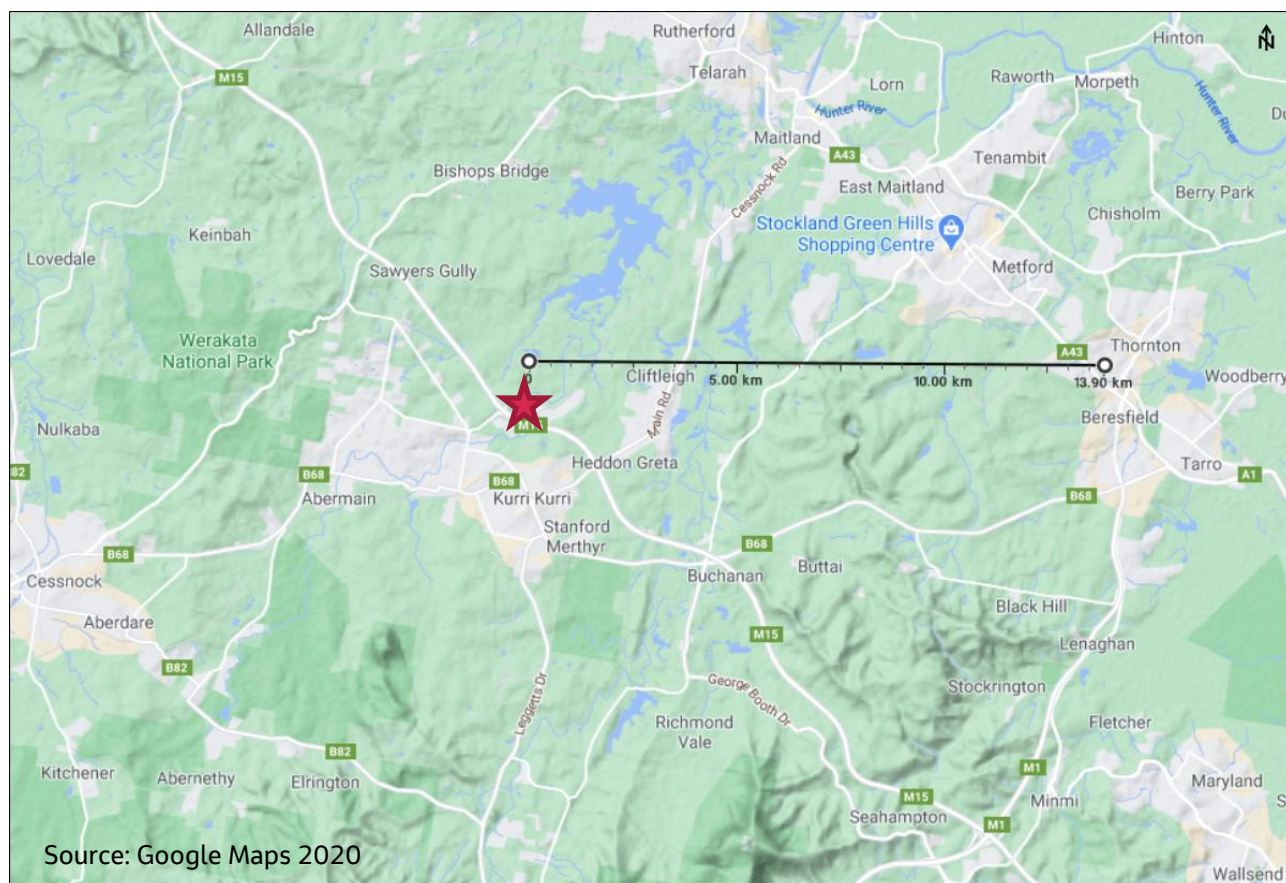 Allandale
Rutherford
Hinton
N
M15
Telarah
Lorn
Raworth
Morpeth
Hunter River
Hunter River
Maitland
A43
Tenambit
Bishops Bridge
East Maitland
Cessnock Rd
Berry Park
Chisholm
Stockland Green Hills
Shopping Centre
Keinbah
Lovedale
Sawyers Gully
Metford
Werakata
National Park
A43
Thornton
0
Cliftleigh
5.00 km
10.00 km
13.90 km
Woodberry
Main Rd
Beresfield
Nulkaba
Heddon Greta
Tarro
B68
B68
A1
Abermain
Kurri Kurri
B68
Stanford
Merthyr
B68
B68
Buchanan
Buttai
Cessnock
Black Hill
Aberdare
M15
Lenaghan
B82
George Booth Dr
Stockrington
Leggetts Dr
Richmond
Vale
Fletcher
B82
Kitchener
Abernethy
Elrington
M1
Maryland
M15
Minmi
Seahampton
M1
Source: Google Maps 2020
Wallsend